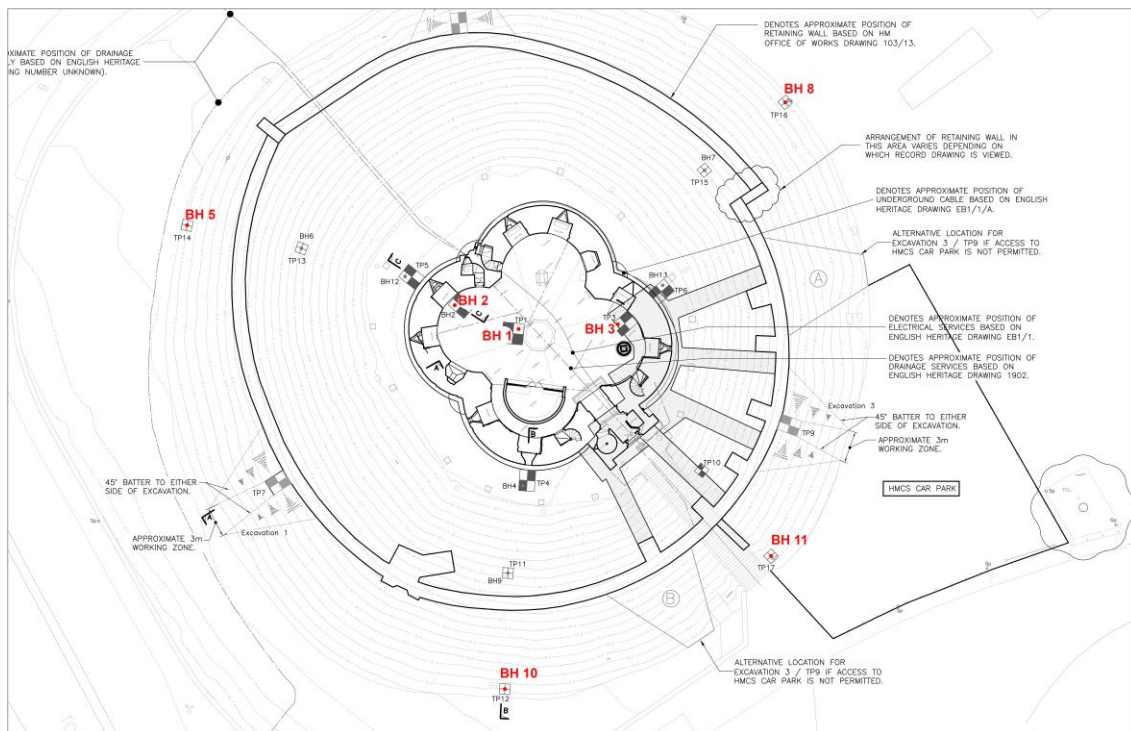 DENOTES APPROXIMATE POSITION OF
RETAINING WALL BASED ON HM
OFFICE OF WORKS DRAWING 103/13.
XIMATE POSITION OF DRAINAGE
LY BASED ON ENGLISH HERITAGE
ING NUMBER UNKNOWN).
BH 8
TP16
ARRANGEMENT OF RETAINING WALL IN
THIS AREA VARIES DEPENDING ON
WHICH RECORD DRAWING IS VIEWED.
BH7
TP15
DENOTES APPROXIMATE POSITION OF
UNDERGROUND CABLE BASED ON ENGLISH
HERITAGE DRAWING EB1/1/A.
BH 5
TP14
BH6
TP13
ALTERNATIVE LOCATION FOR
EXCAVATION 3 / TP9 IF ACCESS TO
HMCS CAR PARK IS NOT PERMITTED.
A
C
TP5
BH12
BH13
TP6
BH 2
BH2
C
BH 1
TP1
TP3
BH 3
DENOTES APPROXIMATE POSITION OF
ELECTRICAL SERVICES BASED ON
ENGLISH HERITAGE DRAWING EB1/1.
DENOTES APPROXIMATE POSITION OF
DRAINAGE SERVICES BASED ON
ENGLISH HERITAGE DRAWING 1902.
A
B
Excavation 3
45° BATTER TO EITHER
SIDE OF EXCAVATION.
TP9
APPROXIMATE 3m
WORKING ZONE.
TP10
BH4
TP4
HMCS CAR PARK
45° BATTER TO EITHER
SIDE OF EXCAVATION.
TP7
A
Excavation 1
APPROXIMATE 3m
WORKING ZONE.
BH 11
TP17
TP11
BH9
B
BH 10
TP12
B
ALTERNATIVE LOCATION FOR
EXCAVATION 3 / TP9 IF ACCESS TO
HMCS CAR PARK IS NOT PERMITTED.